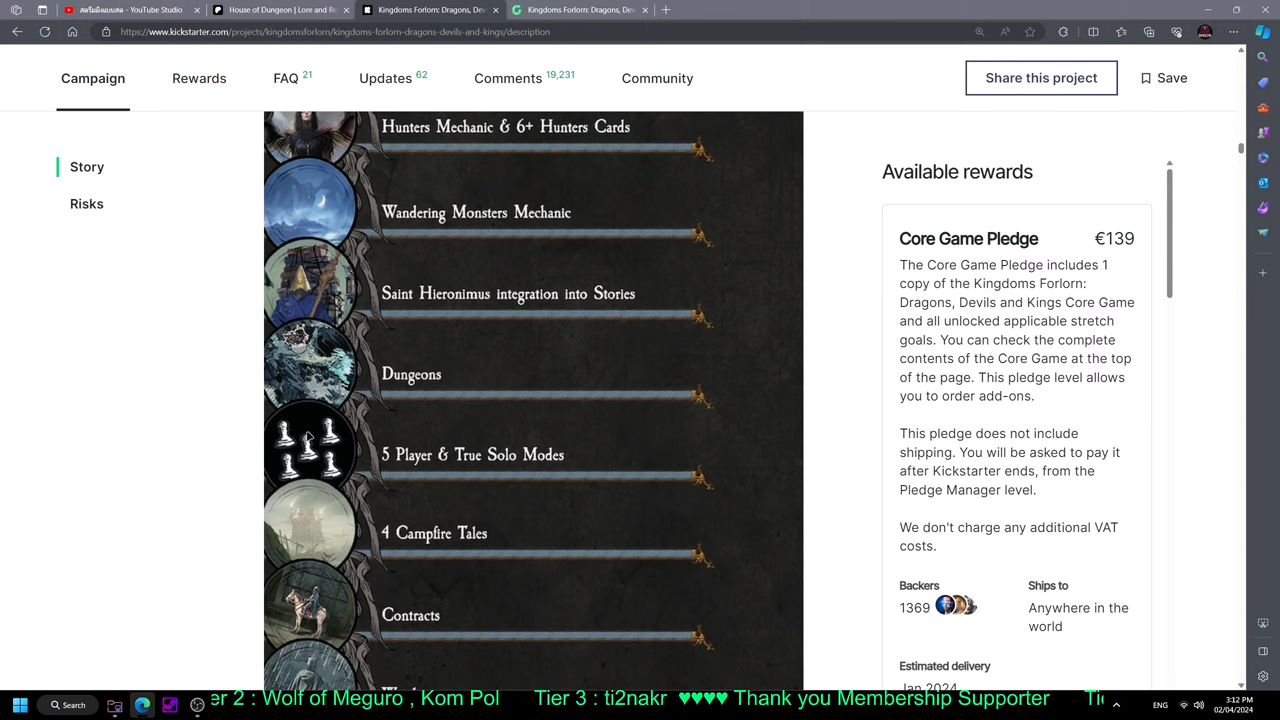 สตรีมมิ่งแบบสด - YouTube Studio
House of Dungeon | Lore and Re
Kingdoms Forlorn: Dragons, Dev
Kingdoms Forlorn: Dragons, De
https://www.kickstarter.com/projects/kingdomsforlorn/kingdoms-forlorn-dragons-devils-and-kings/description
Campaign
Rewards
FAQ 21
Updates 62
Comments 19,231
Community
Share this project
Save
Story
Risks
Hunters Mechanic & 6+ Hunters Cards
Wandering Monsters Mechanic
Saint Hieronimus integration into Stories
Dungeons
5 Player & True Solo Modes
4 Campfire Tales
Contracts
Available rewards
Core Game Pledge €139
The Core Game Pledge includes 1
copy of the Kingdoms Forlorn:
Dragons, Devils and Kings Core Game
and all unlocked applicable stretch
goals. You can check the complete
contents of the Core Game at the top
of the page. This pledge level allows
you to order add-ons.
This pledge does not include
shipping. You will be asked to pay it
after Kickstarter ends, from the
Pledge Manager level.
We don't charge any additional VAT
costs.
Backers
1369
Ships to
Anywhere in the
world
Estimated delivery
Jan 2024
er 2 : Wolf of Meguro , Kom Pol Tier 3 : ti2nakr ♥♥♥♥ Thank you Membership Supporter Ti
Search
ENG
3:12 PM
02/04/2024